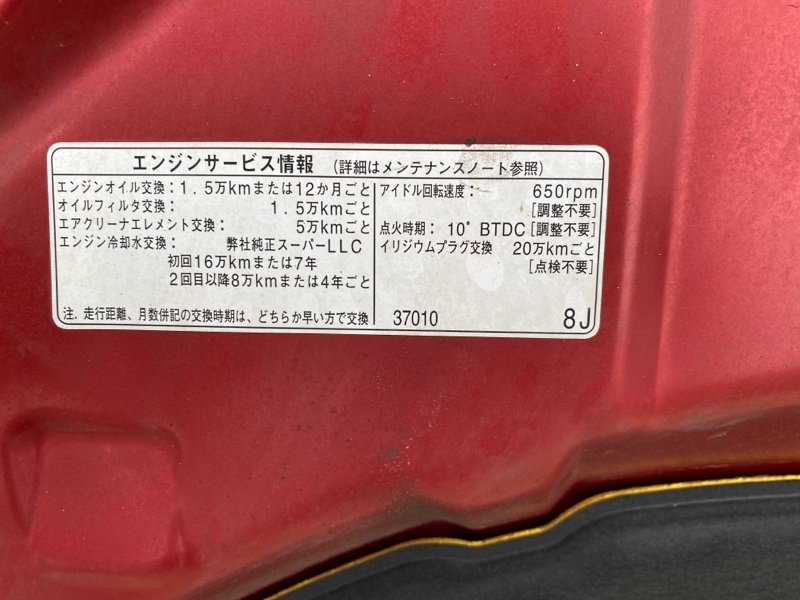 エンジンサービス情報 (詳細はメンテナンスノート参照)
エンジンオイル交換:1.5万kmまたは12か月ごと
オイルフィルタ交換: 1.5万kmごと
エアクリーナエレメント交換: 5万kmごと
エンジン冷却水交換: 弊社純正スーパーLLC
初回16万kmまたは7年
2回目以降8万kmまたは4年ごと
注.走行距離、月数併記の交換時期は、どちらか早い方で交換
アイドル回転速度: 650rpm
[調整不要]
点火時期: 10° BTDC [調整不要]
イリジウムプラグ交換 20万kmごと
[点検不要]
37010 8J